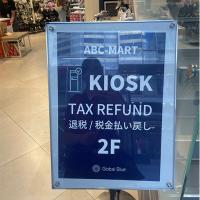 ABC-MART
KIOSK
TAX REFUND
退税 / 税金払い戻し
2F
Global Blue